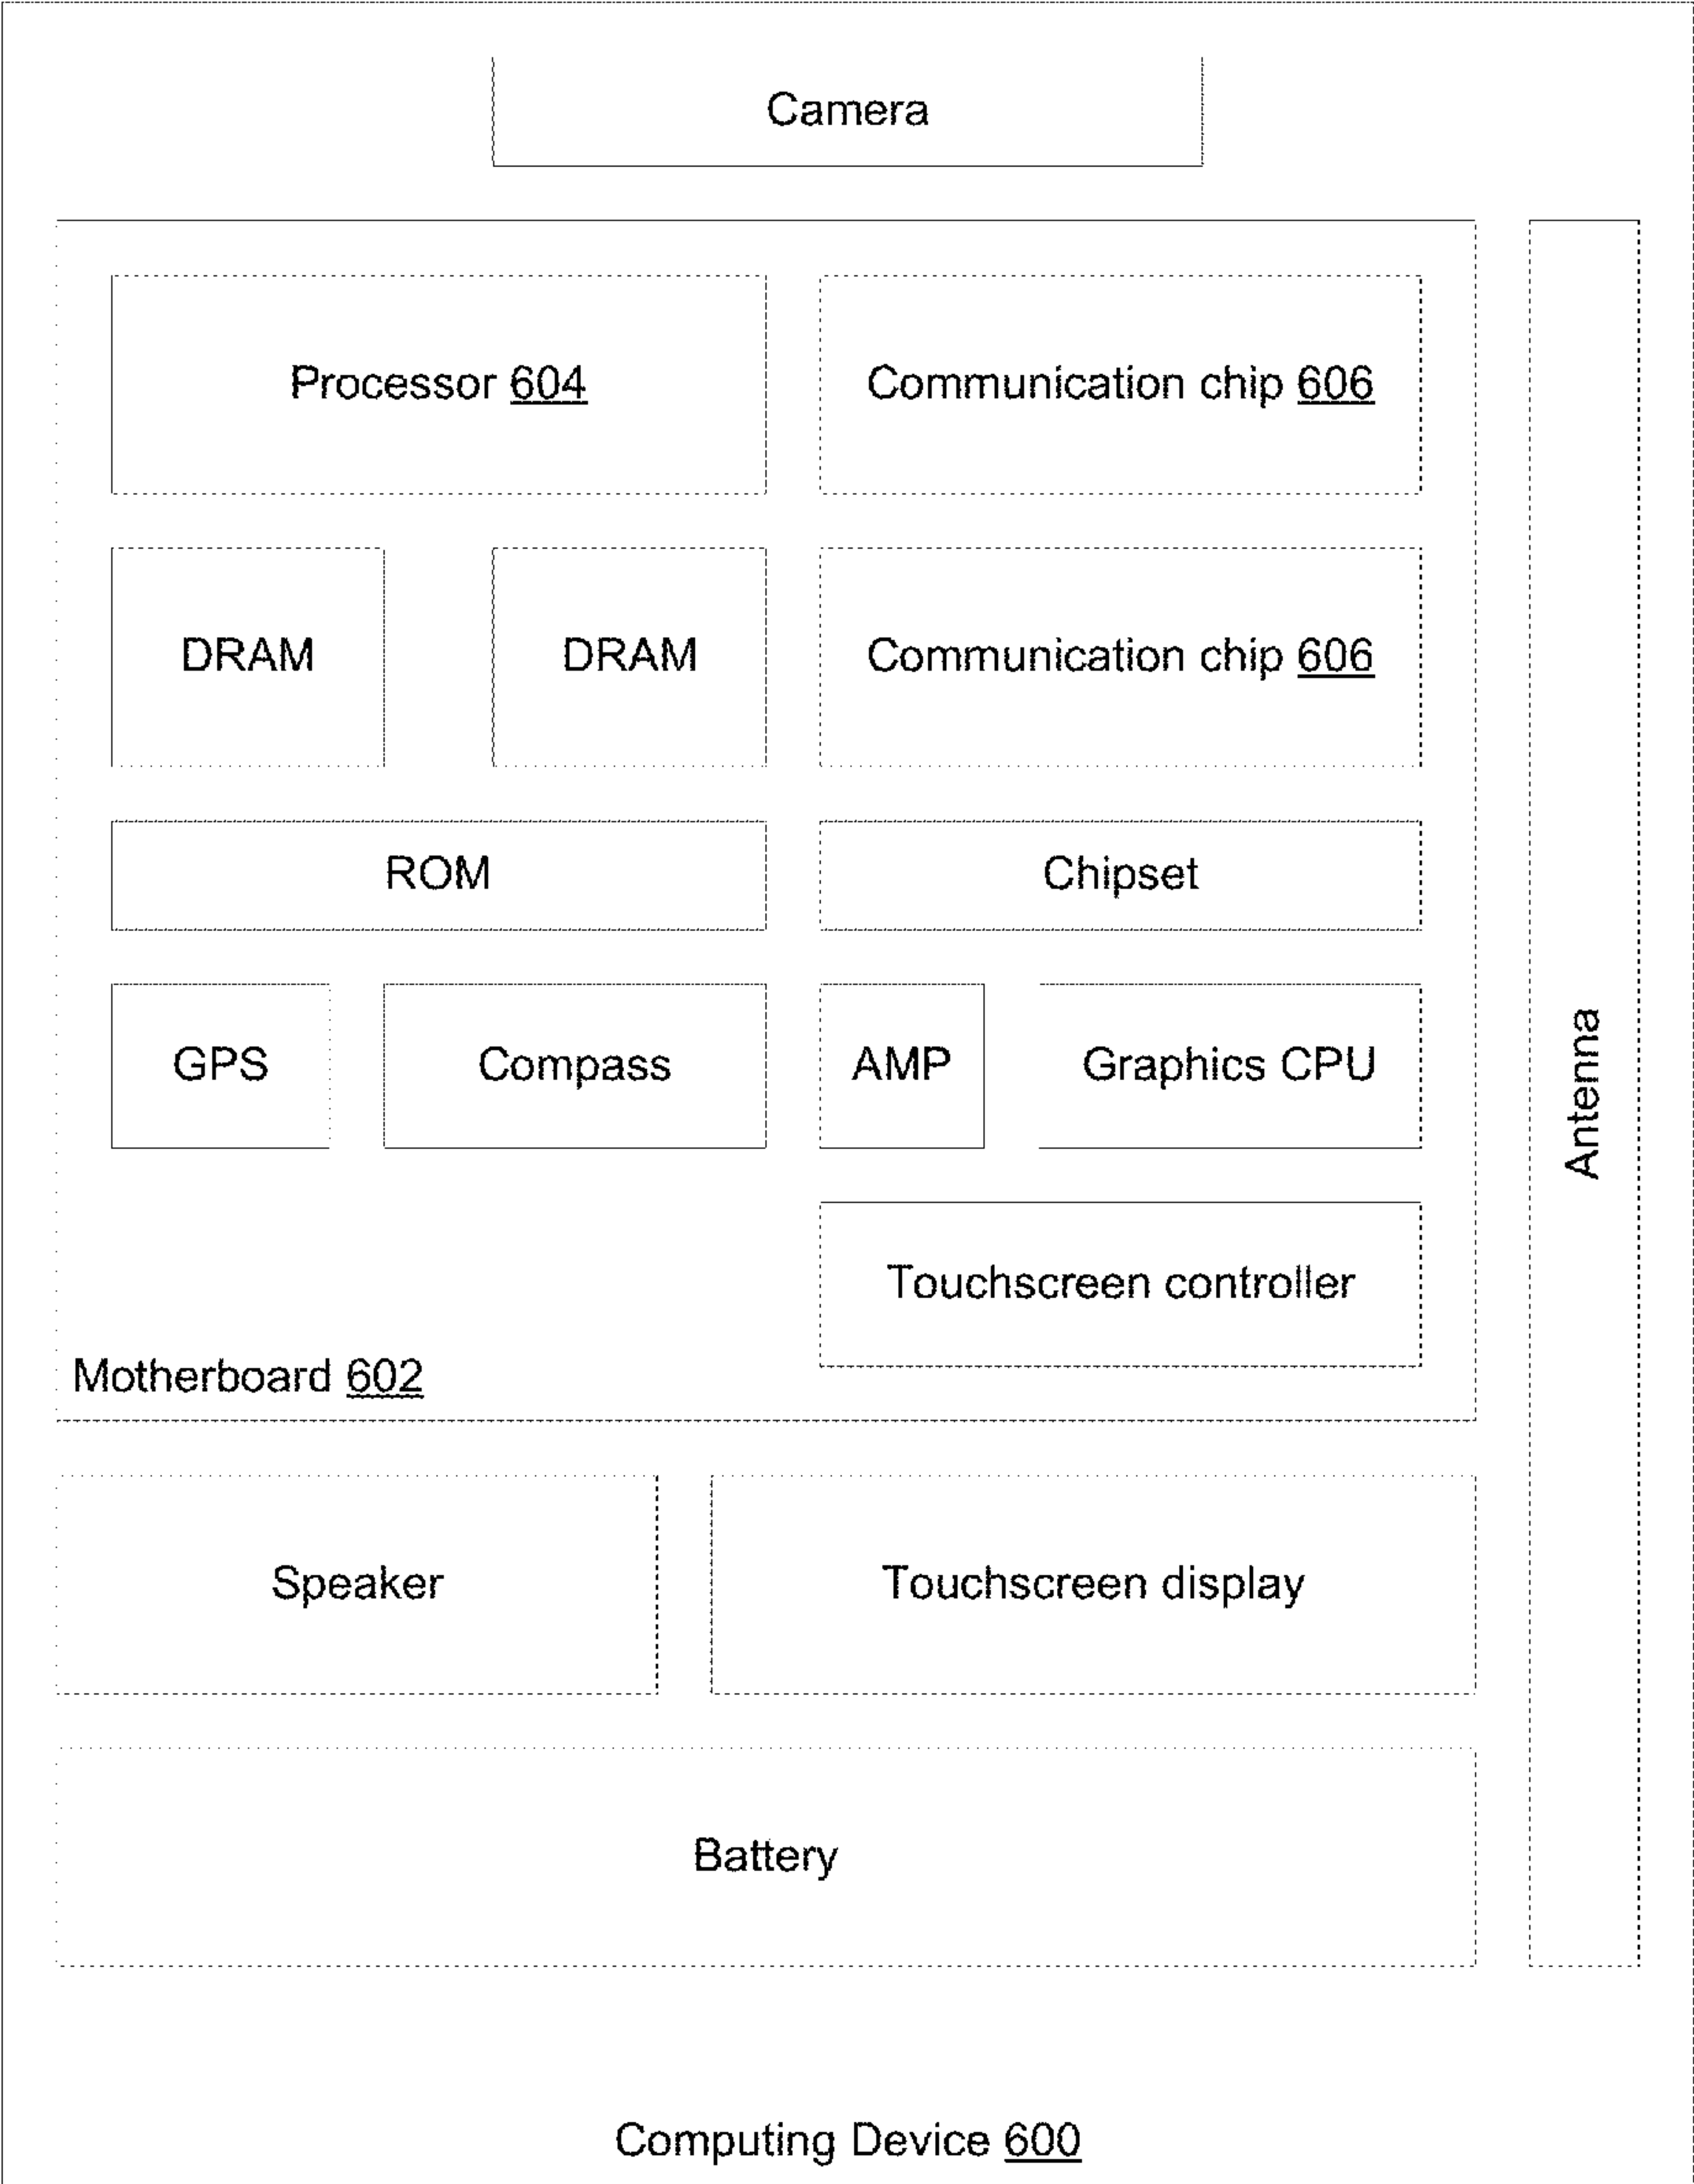 Camera
Processor 604
Communication chip 606
DRAM
DRAM
Communication chip 606
ROM
Chipset
GPS
Compass
AMP
Graphics CPU
Antenna
Touchscreen controller
Motherboard 602
Speaker
Touchscreen display
Battery
Computing Device 600